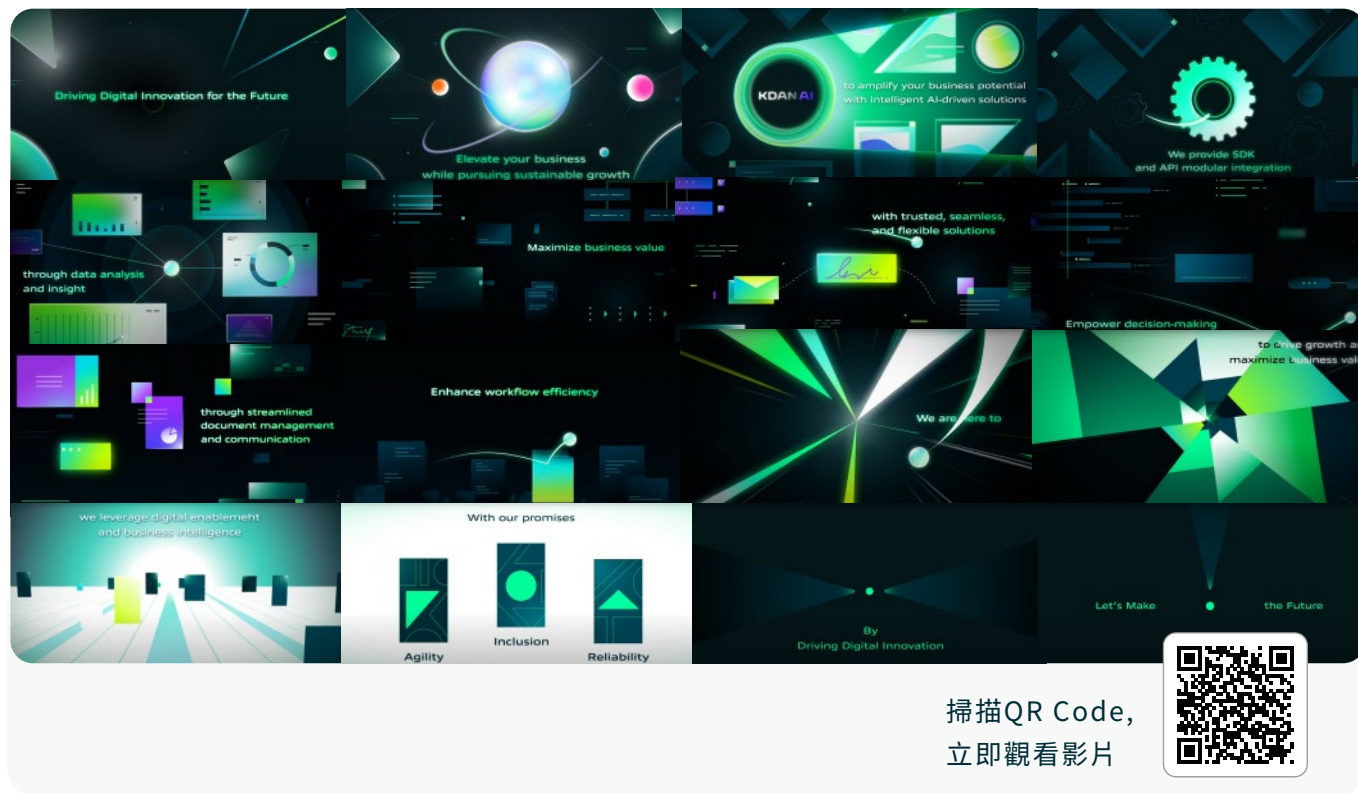 Driving Digital Innovation for the Future
Elevate your business
while pursuing sustainable growth
KDAN AI
to amplify your business potential
with intelligent AI-driven solutions
We provide SDK
and API modular integration
through data analysis
and insight
Maximize business value
with trusted, seamless,
and flexible solutions
Empower decision-making
through streamlined
document management
and communication
Enhance workflow efficiency
We are here to
to drive growth
maximize business
we leverage digital enablement
and business intelligence
With our promises
Agility
Inclusion
Reliability
By
Driving Digital Innovation
Let's Make the Future
掃描QR Code,
立即觀看影片